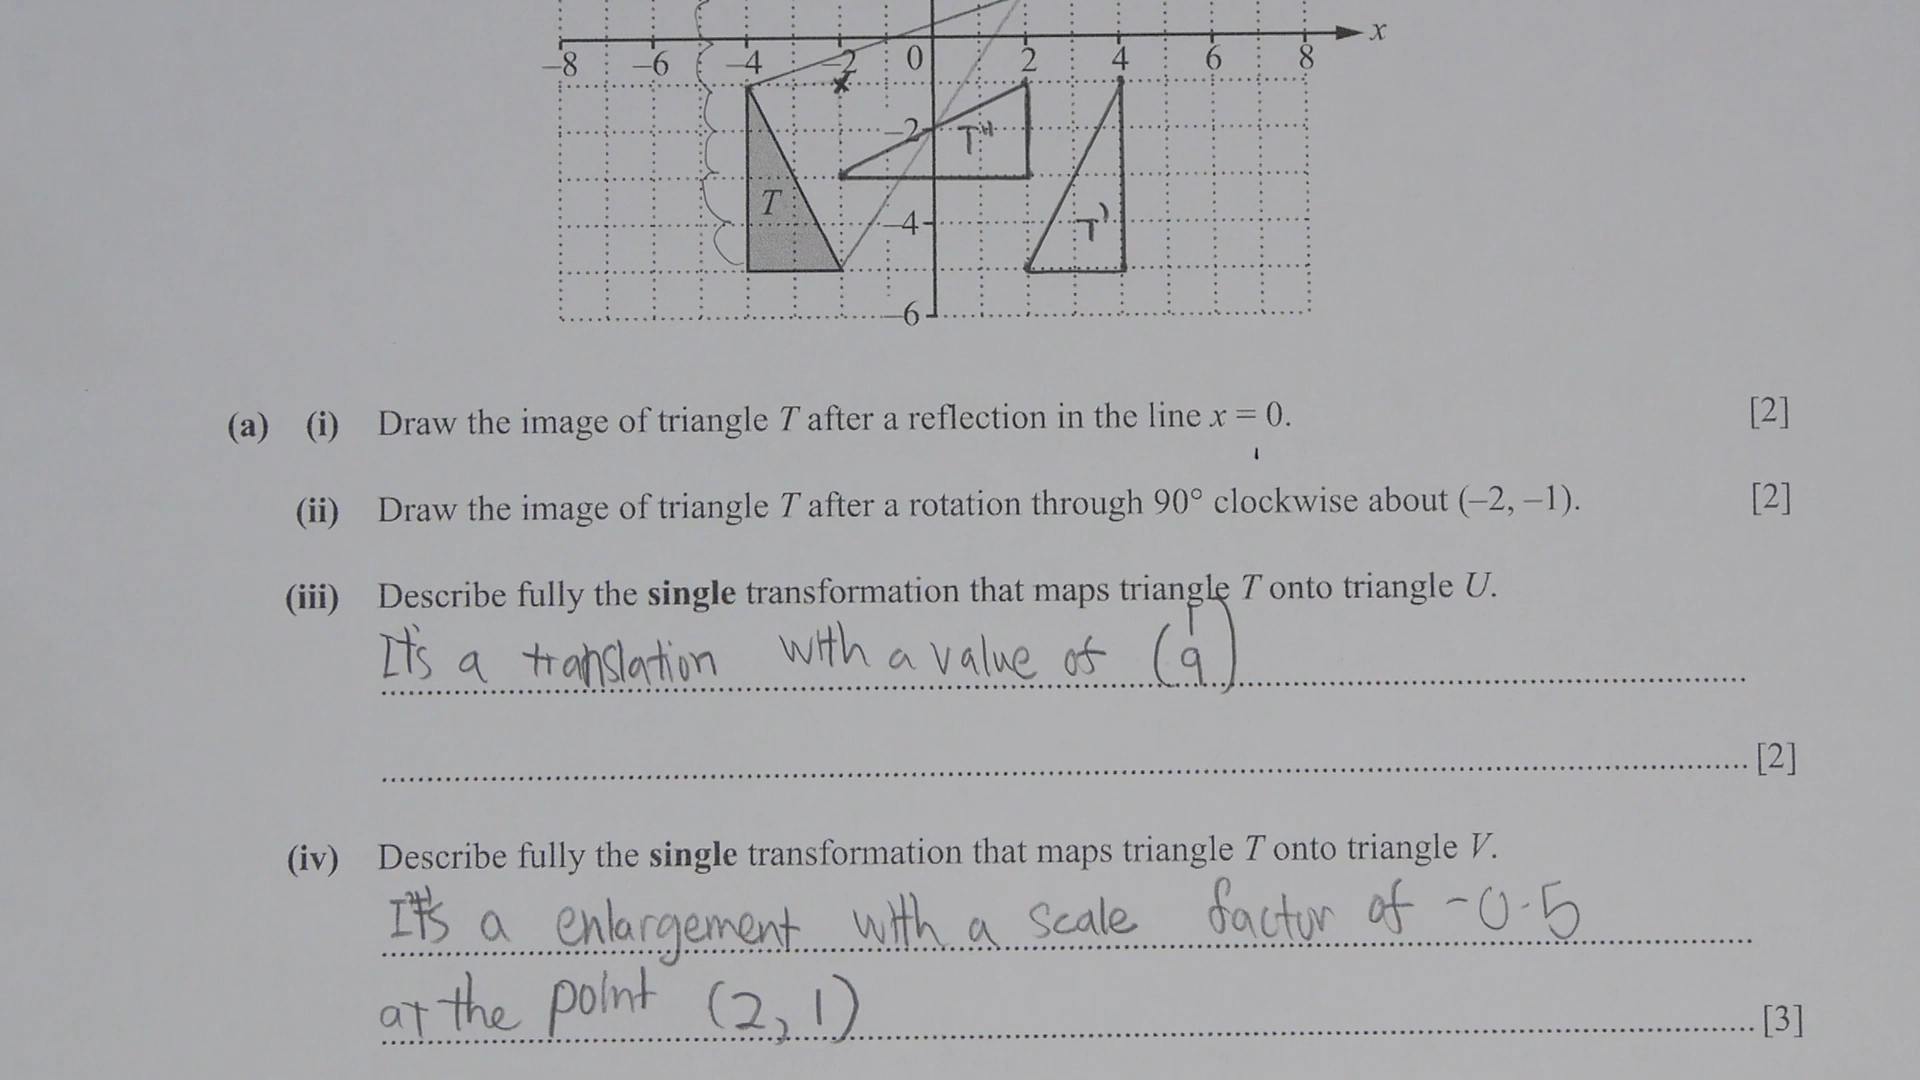 x
–8 –6 –4 –2 0 2 4 6 8
–2 T"
T –4 T'
–6
(a) (i) Draw the image of triangle T after a reflection in the line x = 0. [2]
(ii) Draw the image of triangle T after a rotation through 90° clockwise about (–2, –1). [2]
(iii) Describe fully the single transformation that maps triangle T onto triangle U.
It's a translation with a value of (1 9)
[2]
(iv) Describe fully the single transformation that maps triangle T onto triangle V.
It's a enlargement with a scale factor of -0.5
at the point (2, 1) [3]